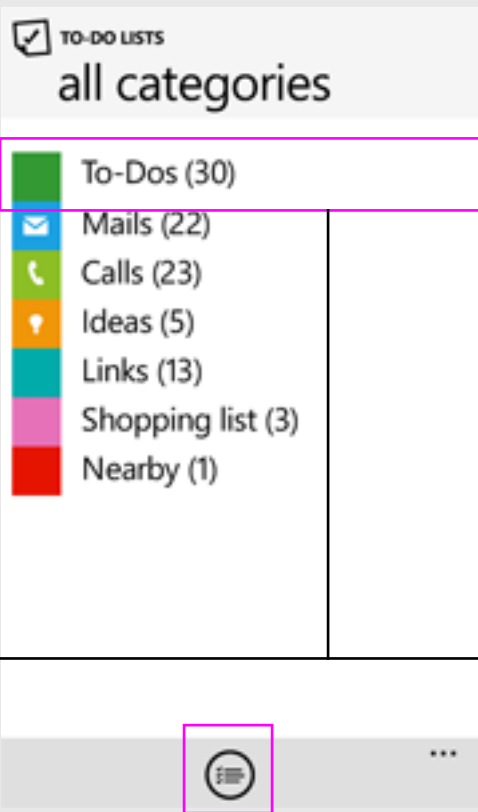 TO-DO LISTS
all categories
To-Dos (30)
Mails (22)
Calls (23)
Ideas (5)
Links (13)
Shopping list (3)
Nearby (1)